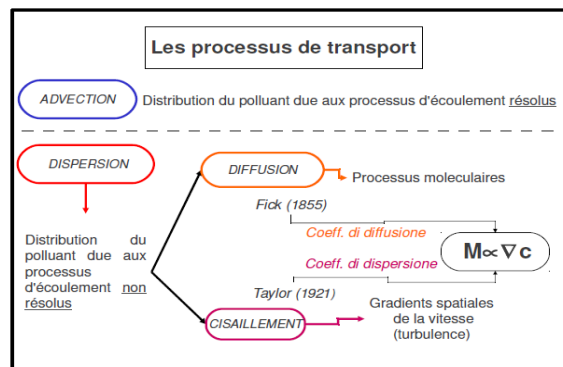 Les processus de transport
ADVECTION
Distribution du polluant due aux processus d'écoulement résolus
DISPERSION
DIFFUSION
Processus moleculaires
Fick (1855)
Distribution du
polluant due aux
processus
d'écoulement non
résolus
Coeff. di diffusione
Coeff. di dispersione
M∝∇c
Taylor (1921)
CISAILLEMENT
Gradients spatiales
de la vitesse
(turbulence)